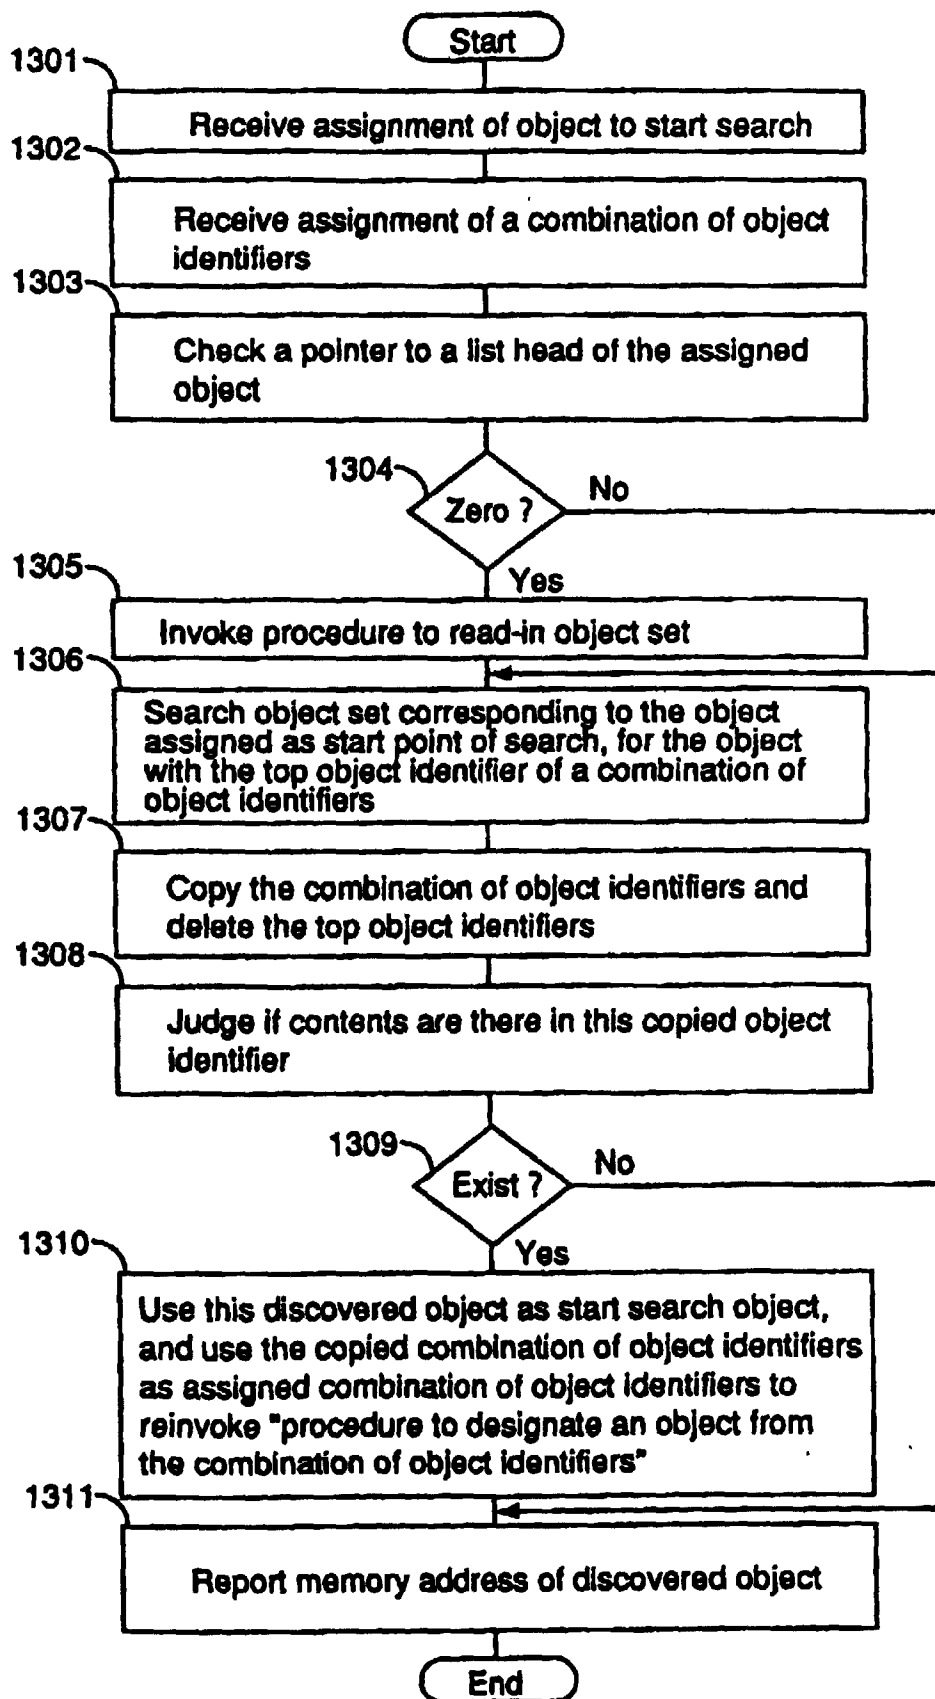 Start
1301
Receive assignment of object to start search
1302
Receive assignment of a combination of object
identifiers
1303
Check a pointer to a list head of the assigned
object
1304
Zero ?
No
Yes
1305
Invoke procedure to read-in object set
1306
Search object set corresponding to the object
assigned as start point of search, for the object
with the top object identifier of a combination of
object identifiers
1307
Copy the combination of object identifiers and
delete the top object identifiers
1308
Judge if contents are there in this copied object
identifier
1309
Exist ?
No
Yes
1310
Use this discovered object as start search object,
and use the copied combination of object identifiers
as assigned combination of object identifiers to
reinvoke "procedure to designate an object from
the combination of object identifiers"
1311
Report memory address of discovered object
End